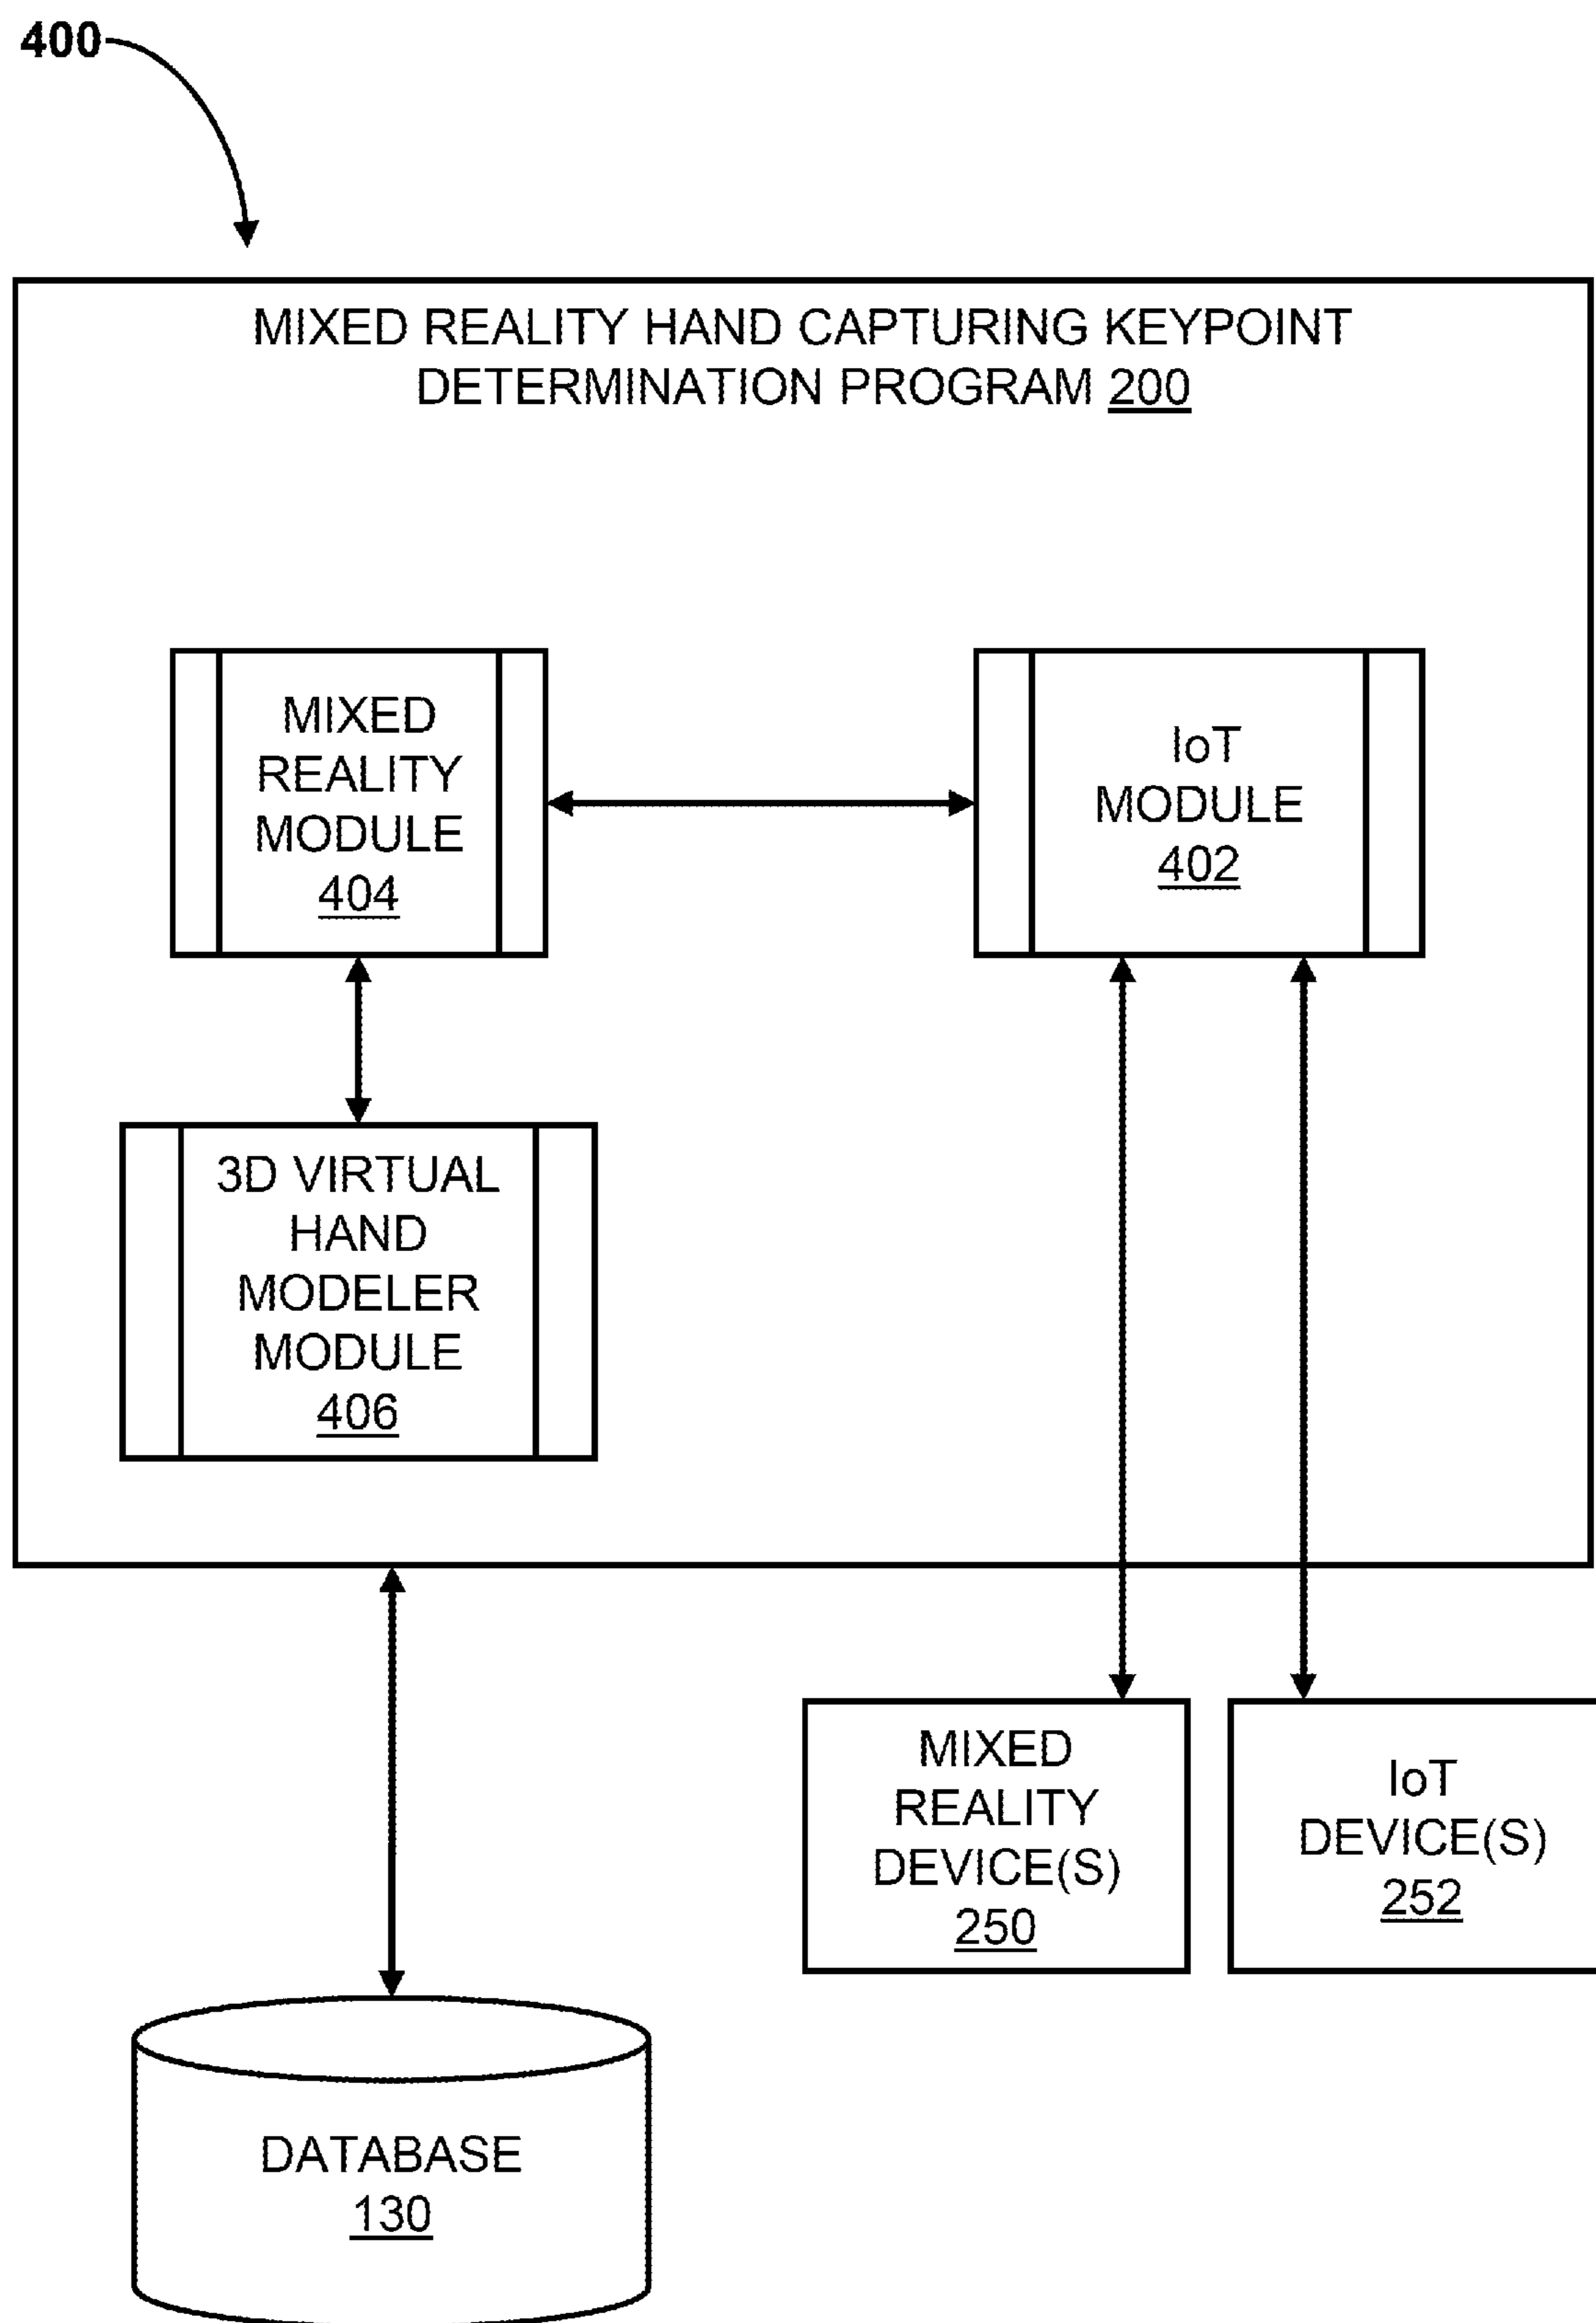 400
MIXED REALITY HAND CAPTURING KEYPOINT
DETERMINATION PROGRAM 200
MIXED
REALITY
MODULE
404
IoT
MODULE
402
3D VIRTUAL
HAND
MODELER
MODULE
406
MIXED
REALITY
DEVICE(S)
250
IoT
DEVICE(S)
252
DATABASE
130